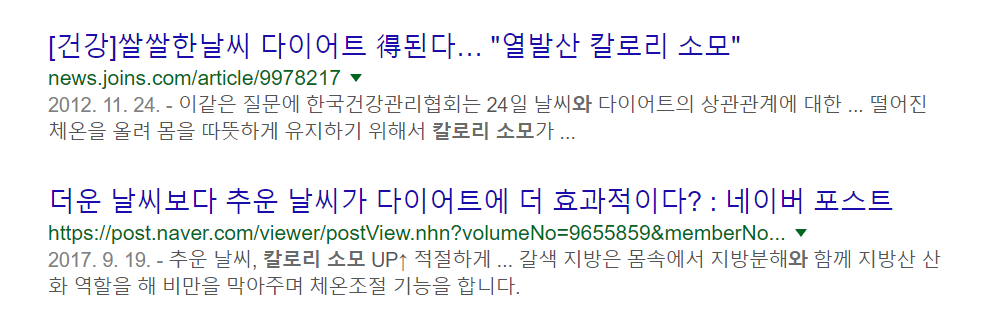 [건강]쌀쌀한날씨 다이어트 得된다... "열발산 칼로리 소모"
news.joins.com/article/9978217
2012. 11. 24. - 이같은 질문에 한국건강관리협회는 24일 날씨와 다이어트의 상관관계에 대한 ... 떨어진
체온을 올려 몸을 따뜻하게 유지하기 위해서 칼로리 소모가 ...
더운 날씨보다 추운 날씨가 다이어트에 더 효과적이다? : 네이버 포스트
https://post.naver.com/viewer/postView.nhn?volumeNo=9655859&memberNo...
2017. 9. 19. - 추운 날씨, 칼로리 소모 UP↑ 적절하게 ... 갈색 지방은 몸속에서 지방분해와 함께 지방산 산
화 역할을 해 비만을 막아주며 체온조절 기능을 합니다.